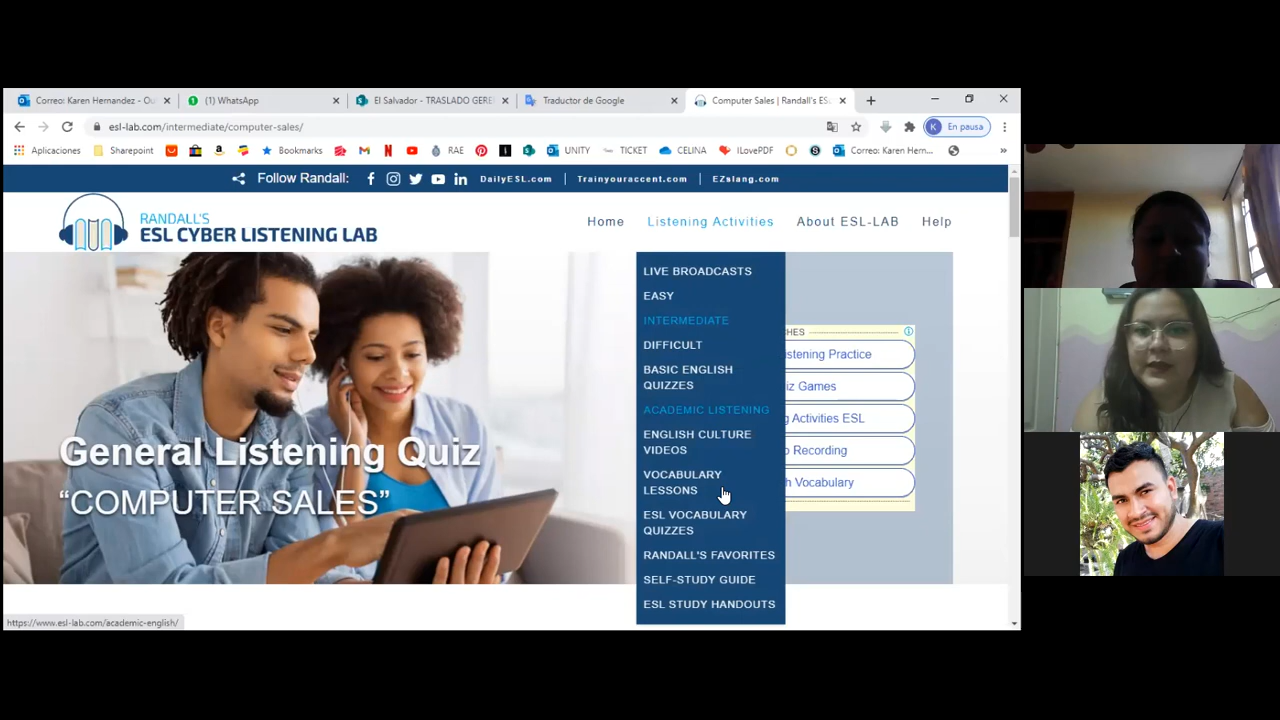 Correo: Karen Hernandez - Ou
(1) WhatsApp
El Salvador - TRASLADO GERE
Traductor de Google
Computer Sales | Randall's ES
esl-lab.com/intermediate/computer-sales/
En pausa
Aplicaciones
Sharepoint
Bookmarks
RAE
UNITY
TICKET
CELINA
ILovePDF
Correo: Karen Hern...
Follow Randall:
DailyESL.com
Trainyouraccent.com
EZslang.com
RANDALL'S
ESL CYBER LISTENING LAB
Home
Listening Activities
About ESL-LAB
Help
LIVE BROADCASTS
EASY
INTERMEDIATE
DIFFICULT
BASIC ENGLISH
QUIZZES
ACADEMIC LISTENING
ENGLISH CULTURE
VIDEOS
VOCABULARY
LESSONS
ESL VOCABULARY
QUIZZES
RANDALL'S FAVORITES
SELF-STUDY GUIDE
ESL STUDY HANDOUTS
General Listening Quiz
“COMPUTER SALES”
CHES
istening Practice
iz Games
g Activities ESL
o Recording
h Vocabulary
https://www.esl-lab.com/academic-english/